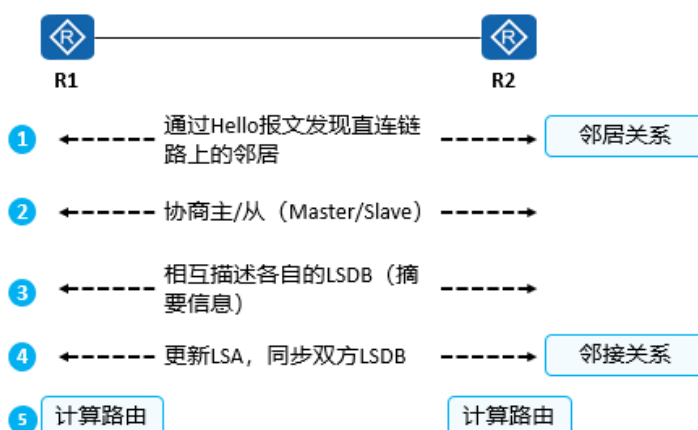 R R
R1 R2
1 通过Hello报文发现直连链 邻居关系
路上的邻居
2 协商主/从（Master/Slave）
3 相互描述各自的LSDB（摘
要信息）
4 更新LSA，同步双方LSDB 邻接关系
5 计算路由 计算路由